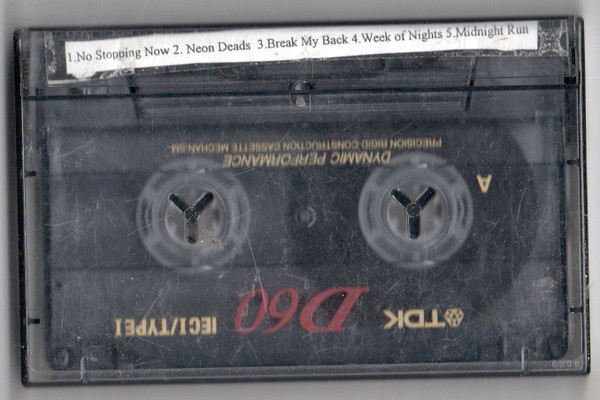 1.No Stopping Now 2. Neon Deads 3.Break My Back 4.Week of Nights 5.Midnight Run
PRECISION RIGID CONSTRUCTION CASSETTE MECHANISM
DYNAMIC PERFORMANCE
A
D60
TDK
IECI/TYPEI